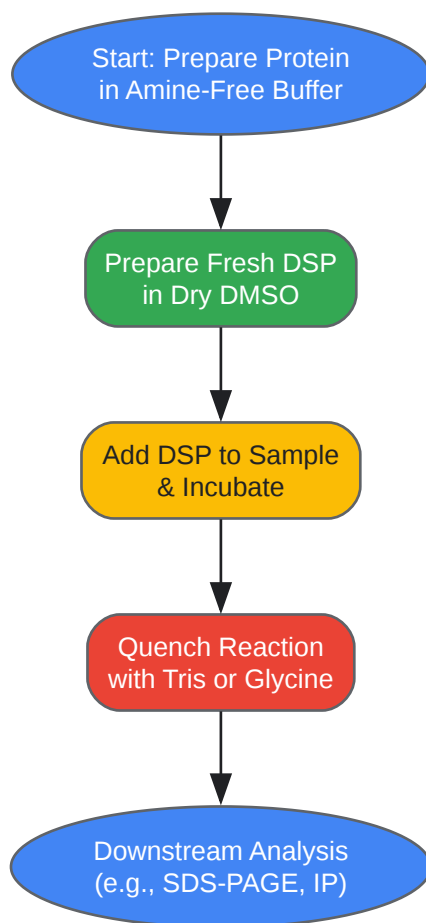 Start: Prepare Protein
in Amine-Free Buffer
Prepare Fresh DSP
in Dry DMSO
Add DSP to Sample
& Incubate
Quench Reaction
with Tris or Glycine
Downstream Analysis
(e.g., SDS-PAGE, IP)